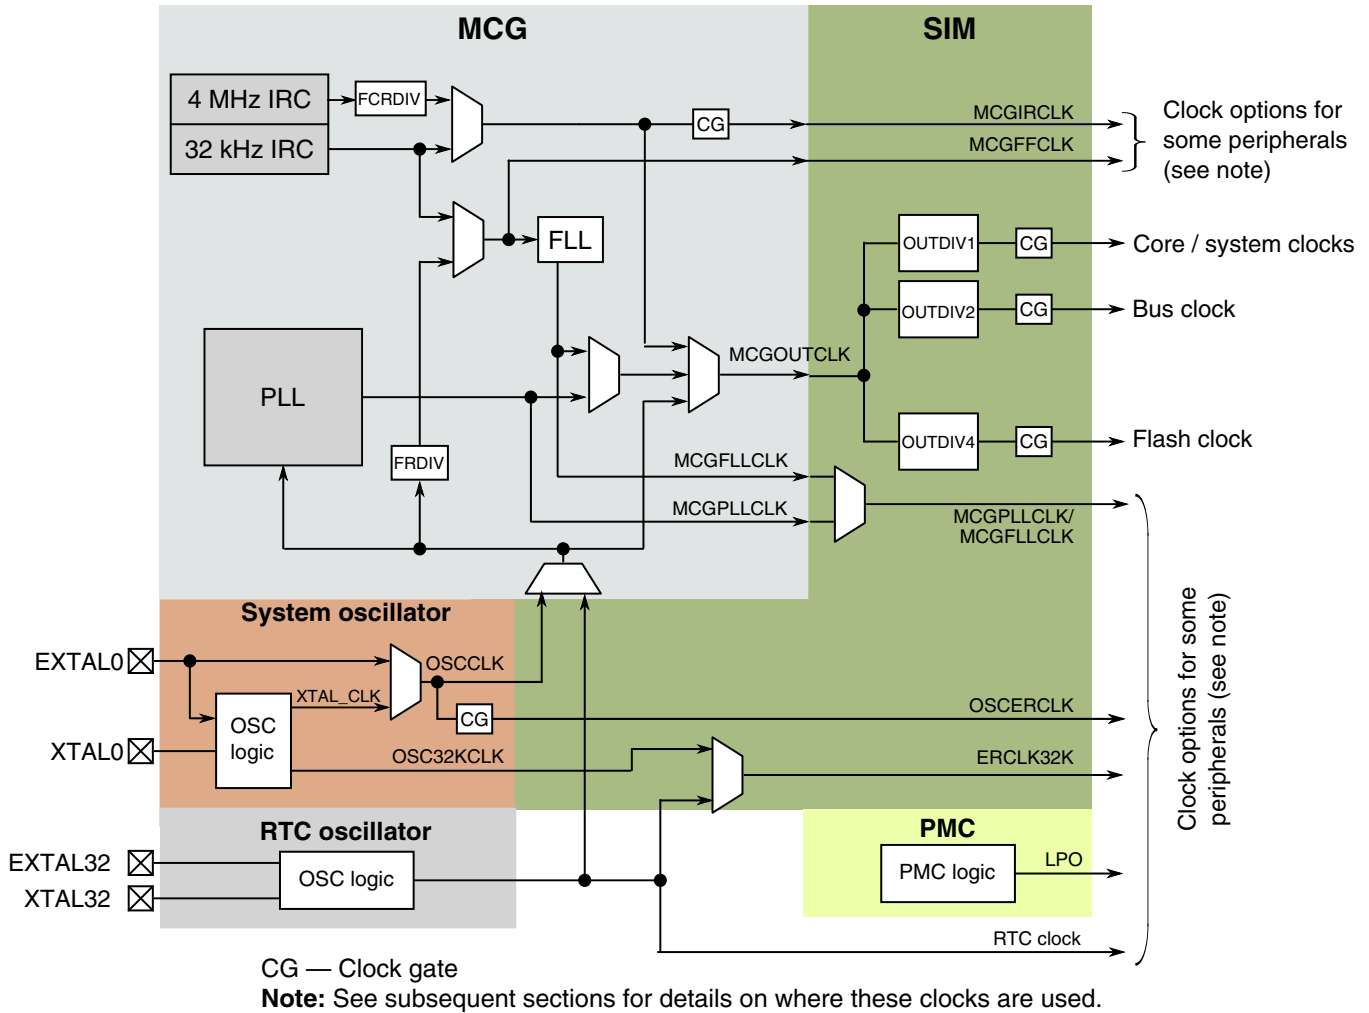 MCG
SIM
4 MHz IRC
FCRDIV
32 kHz IRC
CG
MCGIRCLK
MCGFFCLK
Clock options for
some peripherals
(see note)
FLL
OUTDIV1
CG
Core / system clocks
OUTDIV2
CG
Bus clock
MCGOUTCLK
PLL
OUTDIV4
CG
Flash clock
FRDIV
MCGFLLCLK
MCGPLLCLK
MCGPLLCLK/
MCGFLLCLK
System oscillator
EXTAL0
OSCCLK
XTAL_CLK
OSC
logic
CG
XTAL0
OSC32KCLK
OSCERCLK
ERCLK32K
Clock options for some
peripherals (see note)
RTC oscillator
PMC
EXTAL32
XTAL32
OSC logic
PMC logic
LPO
RTC clock
CG — Clock gate
Note: See subsequent sections for details on where these clocks are used.